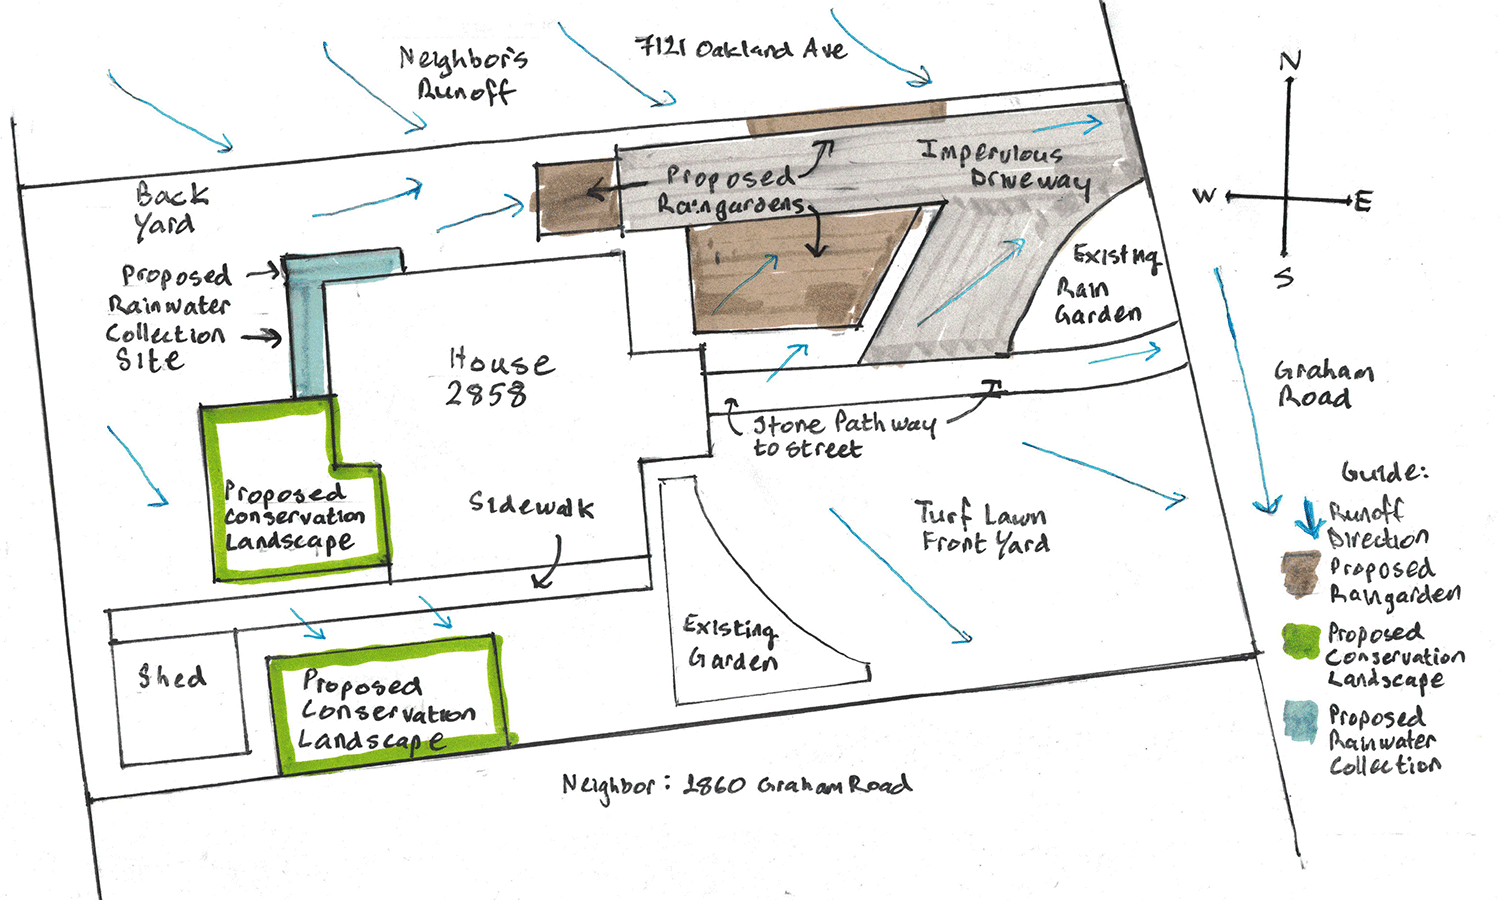 Neighbor's
Runoff
7121 Oakland Ave
N
W
E
S
Back
Yard
Impervious
Driveway
Proposed
Raingardens
Proposed
Rainwater
Collection
Site
Existing
Rain
Garden
House
2858
Graham
Road
Stone Pathway
to street
Proposed
Conservation
Landscape
Sidewalk
Turf Lawn
Front Yard
Guide:
Runoff
Direction
Proposed
Raingarden
Proposed
Conservation
Landscape
Proposed
Rainwater
Collection
Shed
Proposed
Conservation
Landscape
Existing
Garden
Neighbor: 2860 Graham Road